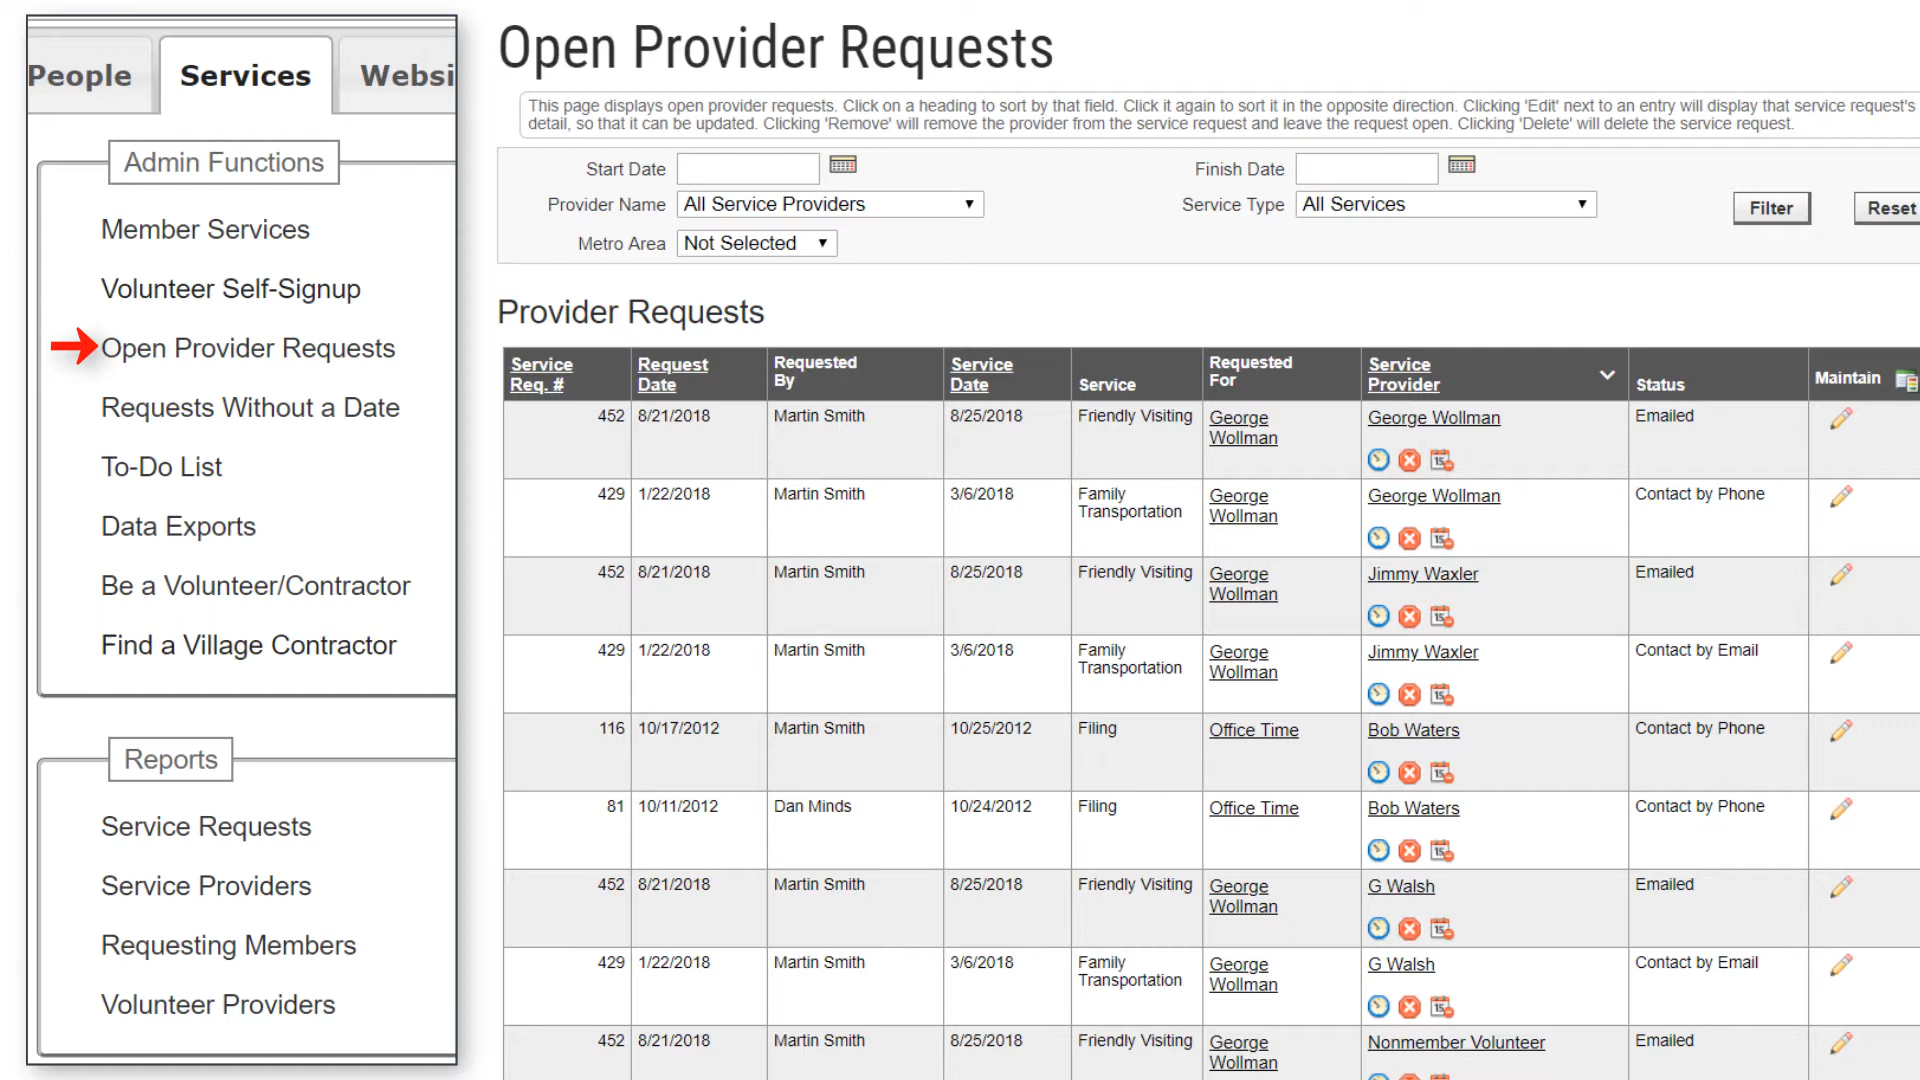 People
Services
Websi
Admin Functions
Member Services
Volunteer Self-Signup
Open Provider Requests
Requests Without a Date
To-Do List
Data Exports
Be a Volunteer/Contractor
Find a Village Contractor
Reports
Service Requests
Service Providers
Requesting Members
Volunteer Providers
Open Provider Requests
This page displays open provider requests. Click on a heading to sort by that field. Click it again to sort it in the opposite direction. Clicking 'Edit' next to an entry will display that service request's
detail, so that it can be updated. Clicking 'Remove' will remove the provider from the service request and leave the request open. Clicking 'Delete' will delete the service request.
Start Date Finish Date
Provider Name All Service Providers Service Type All Services Filter Reset
Metro Area Not Selected
Provider Requests
Service Req. # Request Date Requested By Service Date Service Requested For Service Provider Status Maintain
452 8/21/2018 Martin Smith 8/25/2018 Friendly Visiting George Wollman George Wollman Emailed
429 1/22/2018 Martin Smith 3/6/2018 Family Transportation George Wollman George Wollman Contact by Phone
452 8/21/2018 Martin Smith 8/25/2018 Friendly Visiting George Wollman Jimmy Waxler Emailed
429 1/22/2018 Martin Smith 3/6/2018 Family Transportation George Wollman Jimmy Waxler Contact by Email
116 10/17/2012 Martin Smith 10/25/2012 Filing Office Time Bob Waters Contact by Phone
81 10/11/2012 Dan Minds 10/24/2012 Filing Office Time Bob Waters Contact by Phone
452 8/21/2018 Martin Smith 8/25/2018 Friendly Visiting George Wollman G Walsh Emailed
429 1/22/2018 Martin Smith 3/6/2018 Family Transportation George Wollman G Walsh Contact by Email
452 8/21/2018 Martin Smith 8/25/2018 Friendly Visiting George Wollman Nonmember Volunteer Emailed